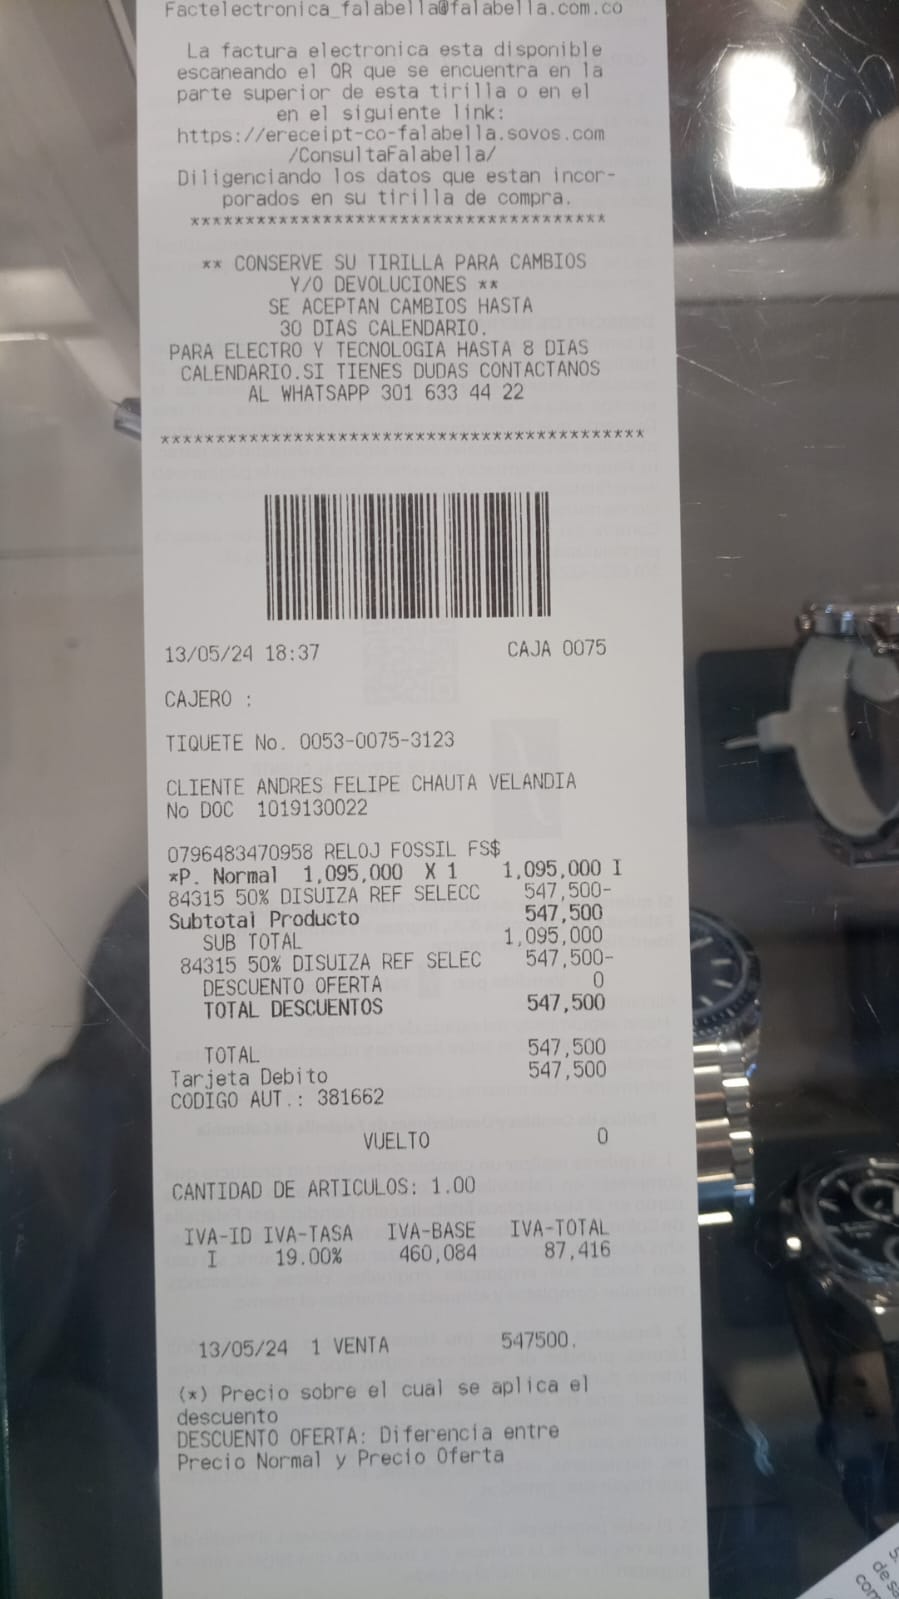 Factelectronica_falabella@falabella.com.co
La factura electronica esta disponible
escaneando el QR que se encuentra en la
parte superior de esta tirilla o en el
en el siguiente link:
https://ereceipt-co-falabella.sovos.com
/ConsultaFalabella/
Diligenciando los datos que estan incor-
porados en su tirilla de compra.
**************************************
** CONSERVE SU TIRILLA PARA CAMBIOS
Y/O DEVOLUCIONES **
SE ACEPTAN CAMBIOS HASTA
30 DIAS CALENDARIO.
PARA ELECTRO Y TECNOLOGIA HASTA 8 DIAS
CALENDARIO.SI TIENES DUDAS CONTACTANOS
AL WHATSAPP 301 633 44 22
********************************************
13/05/24 18:37 CAJA 0075
CAJERO :
TIQUETE No. 0053-0075-3123
CLIENTE ANDRES FELIPE CHAUTA VELANDIA
No DOC 1019130022
0796483470958 RELOJ FOSSIL FS$
*P. Normal 1,095,000 X 1 1,095,000 I
84315 50% DISUIZA REF SELECC 547,500-
Subtotal Producto 547,500
SUB TOTAL 1,095,000
84315 50% DISUIZA REF SELEC 547,500-
DESCUENTO OFERTA 0
TOTAL DESCUENTOS 547,500
TOTAL 547,500
Tarjeta Debito 547,500
CODIGO AUT.: 381662
VUELTO 0
CANTIDAD DE ARTICULOS: 1.00
IVA-ID IVA-TASA IVA-BASE IVA-TOTAL
I 19.00% 460,084 87,416
13/05/24 1 VENTA 547500.
(*) Precio sobre el cual se aplica el
descuento
DESCUENTO OFERTA: Diferencia entre
Precio Normal y Precio Oferta